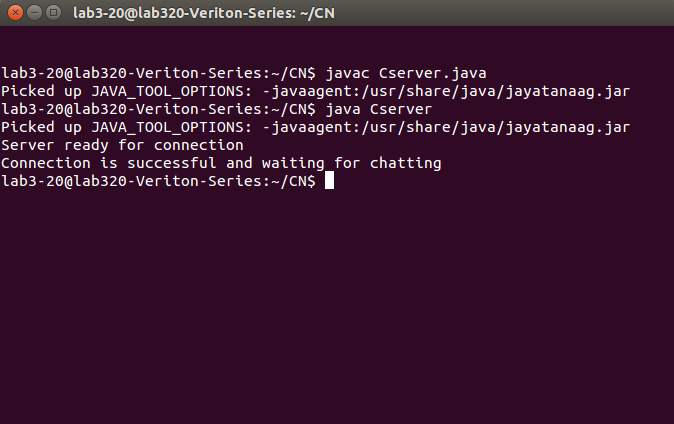 lab3-20@lab320-Veriton-Series: ~/CN
lab3-20@lab320-Veriton-Series:~/CN$ javac Cserver.java
Picked up JAVA_TOOL_OPTIONS: -javaagent:/usr/share/java/jayatanaag.jar
lab3-20@lab320-Veriton-Series:~/CN$ java Cserver
Picked up JAVA_TOOL_OPTIONS: -javaagent:/usr/share/java/jayatanaag.jar
Server ready for connection
Connection is successful and waiting for chatting
lab3-20@lab320-Veriton-Series:~/CN$